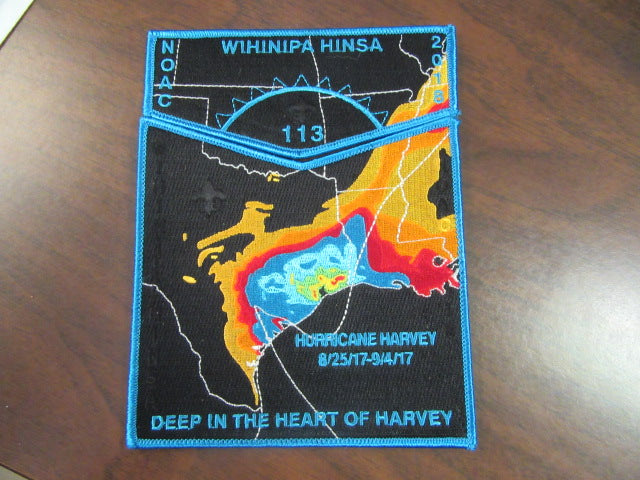 WIHINIPA HINSA
NOAC
2018
113
HURRICANE HARVEY
8/25/17-9/4/17
DEEP IN THE HEART OF HARVEY